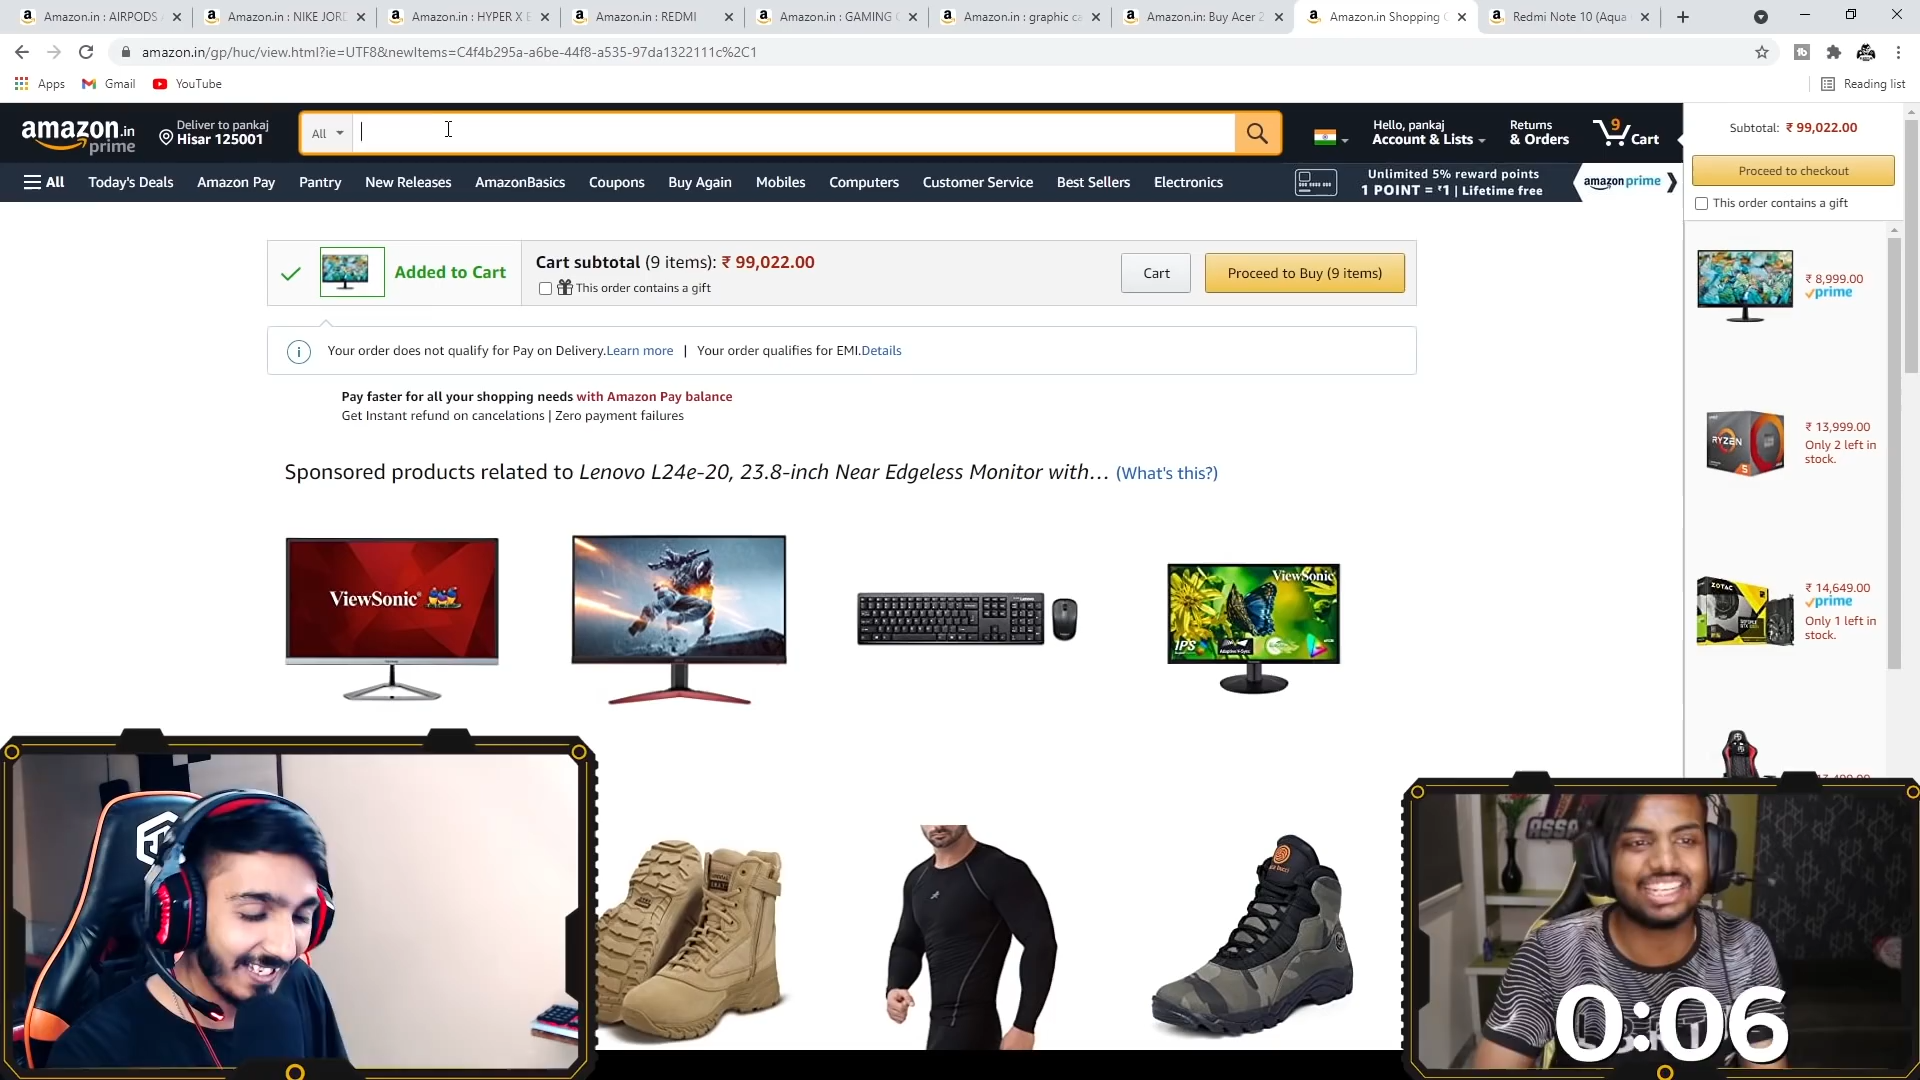 Amazon.in : AIRPODS
Amazon.in : NIKE JORD
Amazon.in : HYPER X E
Amazon.in : REDMI
Amazon.in : GAMING C
Amazon.in : graphic ca
Amazon.in: Buy Acer 2
Amazon.in Shopping C
Redmi Note 10 (Aqua
amazon.in/gp/huc/view.html?ie=UTF8&newItems=C4f4b295a-a6be-44f8-a535-97da1322111c%2C1
Apps
Gmail
YouTube
Reading list
amazon.in
prime
Deliver to pankaj
Hisar 125001
All
Hello, pankaj
Account & Lists
Returns
& Orders
9
Cart
Subtotal: ₹ 99,022.00
Proceed to checkout
This order contains a gift
All
Today's Deals
Amazon Pay
Pantry
New Releases
AmazonBasics
Coupons
Buy Again
Mobiles
Computers
Customer Service
Best Sellers
Electronics
Unlimited 5% reward points
1 POINT = ₹1 | Lifetime free
amazon prime
Added to Cart
Cart subtotal (9 items): ₹ 99,022.00
This order contains a gift
Cart
Proceed to Buy (9 items)
Your order does not qualify for Pay on Delivery.Learn more | Your order qualifies for EMI.Details
Pay faster for all your shopping needs with Amazon Pay balance
Get Instant refund on cancelations | Zero payment failures
₹ 8,999.00
prime
RYZEN
5
₹ 13,999.00
Only 2 left in
stock.
ZOTAC
₹ 14,649.00
prime
Only 1 left in
stock.
Sponsored products related to Lenovo L24e-20, 23.8-inch Near Edgeless Monitor with… (What's this?)
ViewSonic
ViewSonic
IPS
ASSA
0:06